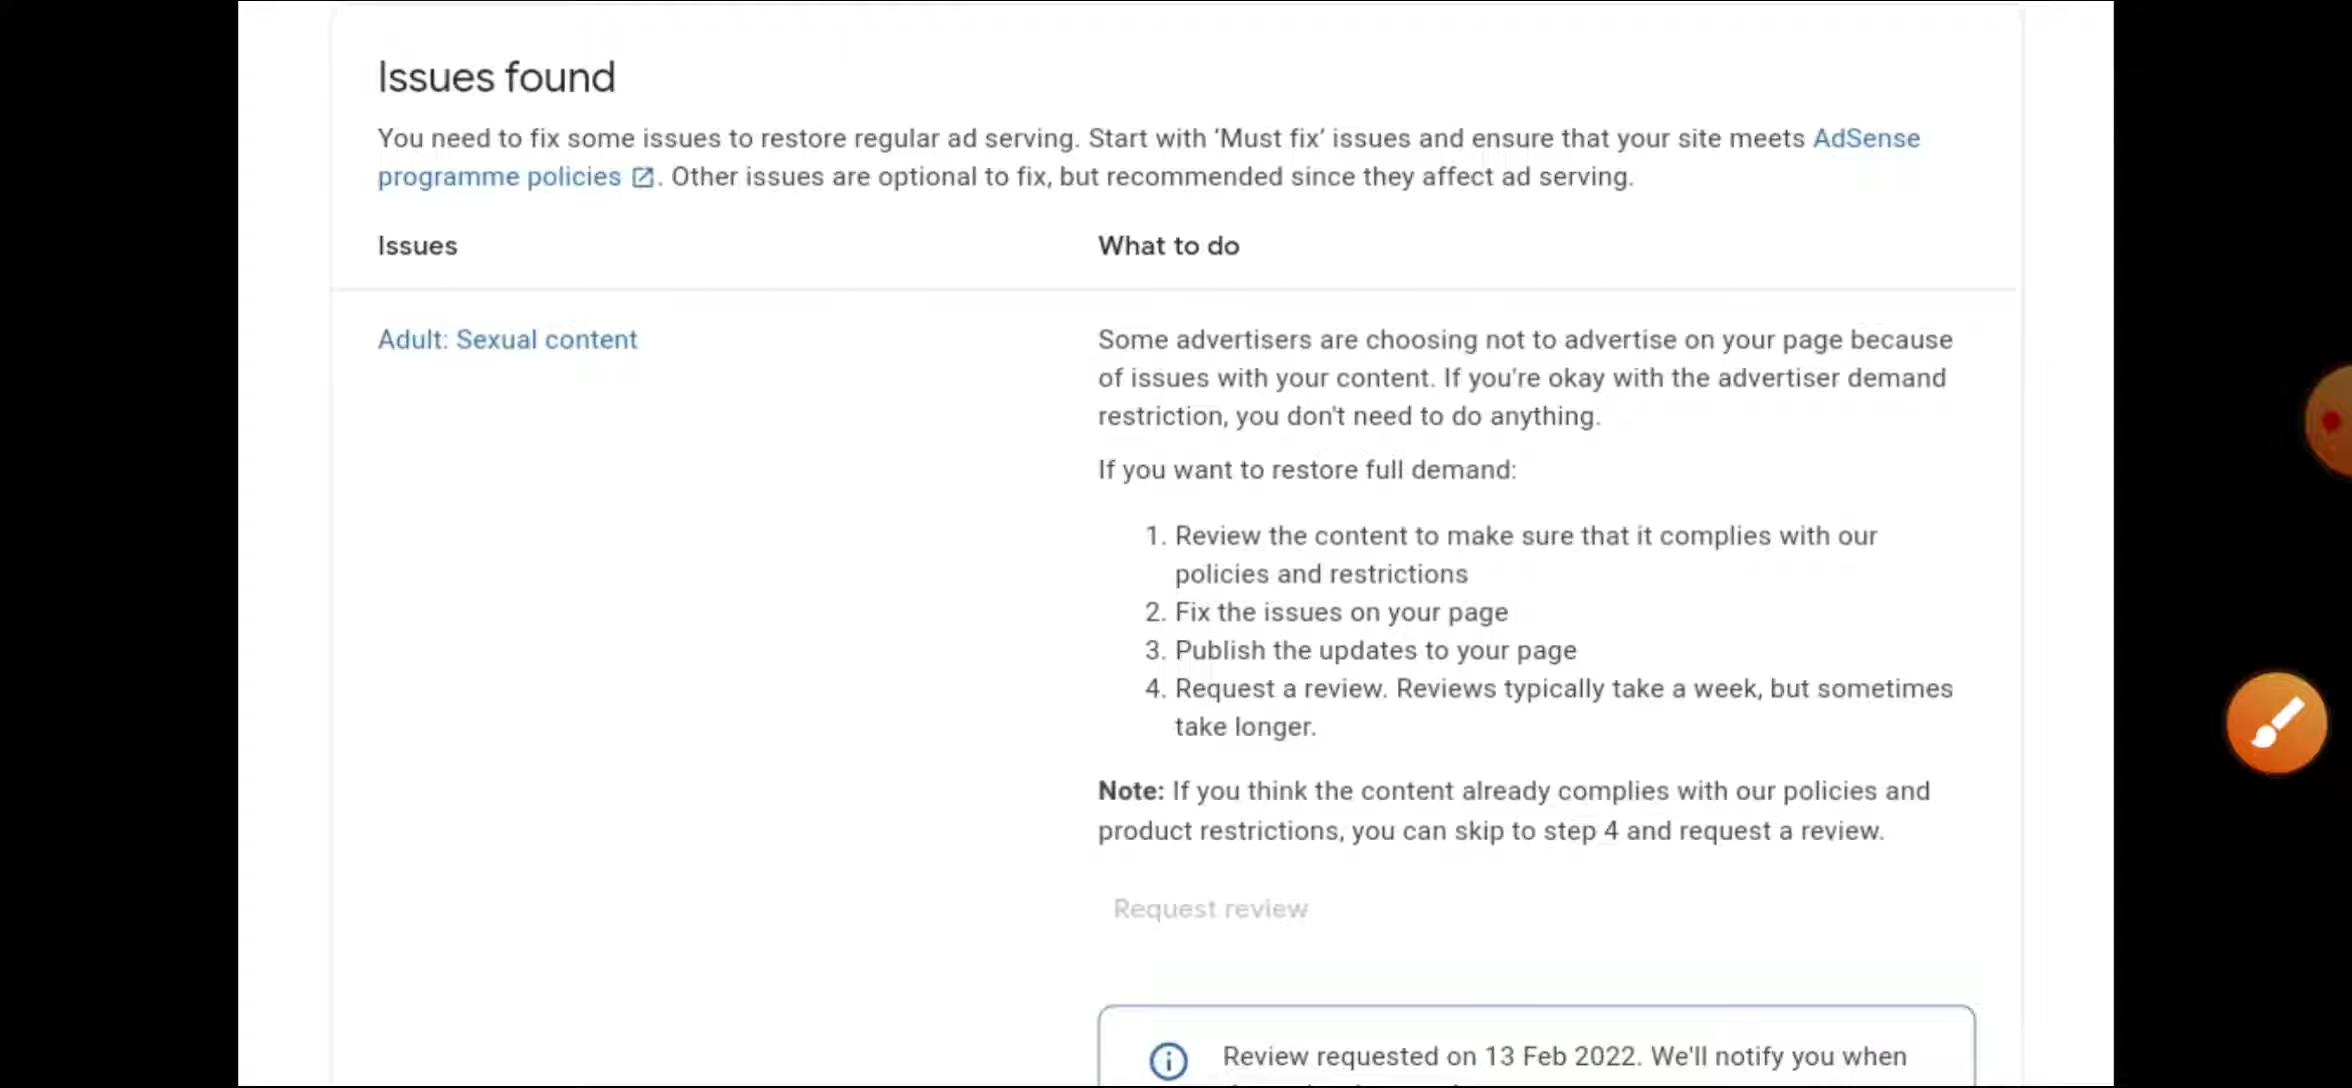 Issues found
You need to fix some issues to restore regular ad serving. Start with ‘Must fix’ issues and ensure that your site meets AdSense
programme policies. Other issues are optional to fix, but recommended since they affect ad serving.
Issues
What to do
Adult: Sexual content
Some advertisers are choosing not to advertise on your page because
of issues with your content. If you're okay with the advertiser demand
restriction, you don't need to do anything.
If you want to restore full demand:
1. Review the content to make sure that it complies with our
policies and restrictions
2. Fix the issues on your page
3. Publish the updates to your page
4. Request a review. Reviews typically take a week, but sometimes
take longer.
Note: If you think the content already complies with our policies and
product restrictions, you can skip to step 4 and request a review.
Request review
Review requested on 13 Feb 2022. We'll notify you when